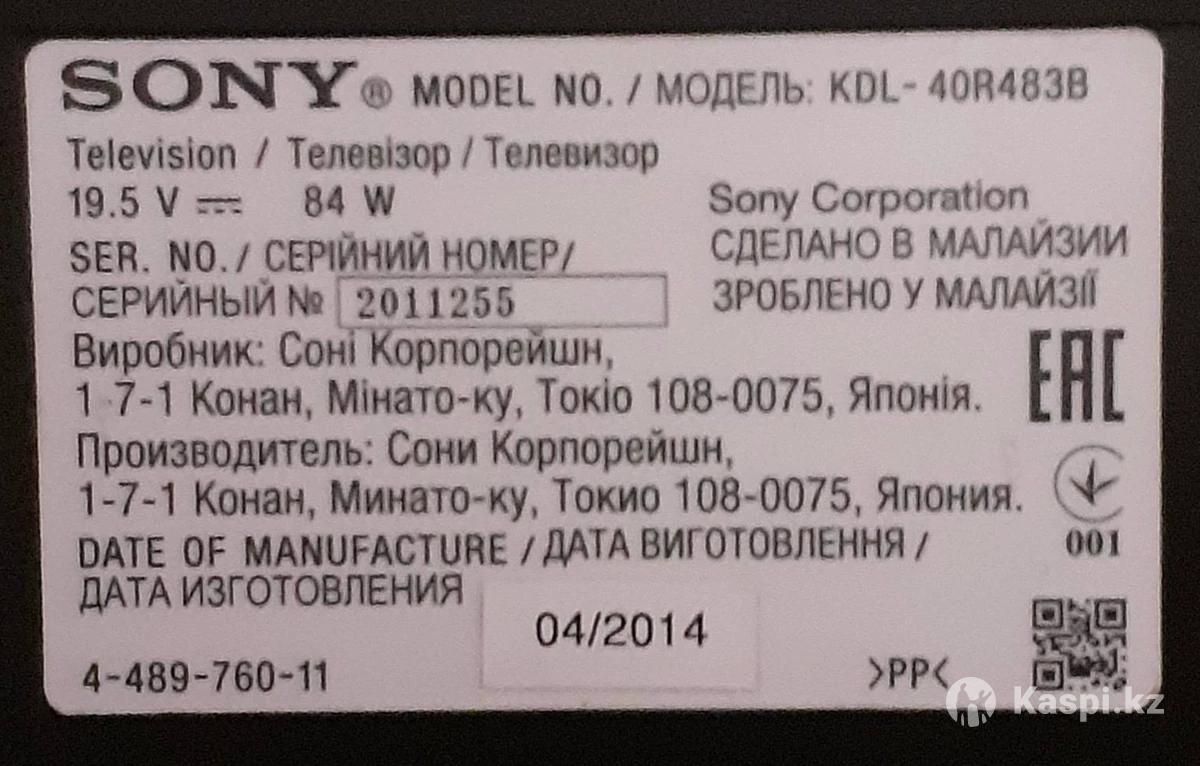 SONY® MODEL NO. / МОДЕЛЬ: KDL-40R483B
Television / Телевізор / Телевизор
19.5 V 84 W
Sony Corporation
SER. NO. / СЕРІЙНИЙ НОМЕР/
СДЕЛАНО В МАЛАЙЗИИ
СЕРИЙНЫЙ № 2011255
ЗРОБЛЕНО У МАЛАЙЗІЇ
Виробник: Соні Корпорейшн,
1-7-1 Конан, Мінато-ку, Токіо 108-0075, Японія.
EAC
Производитель: Сони Корпорейшн,
1-7-1 Конан, Минато-ку, Токио 108-0075, Япония.
001
DATE OF MANUFACTURE / ДАТА ВИГОТОВЛЕННЯ /
ДАТА ИЗГОТОВЛЕНИЯ
04/2014
4-489-760-11
>PP<
Kaspi.kz